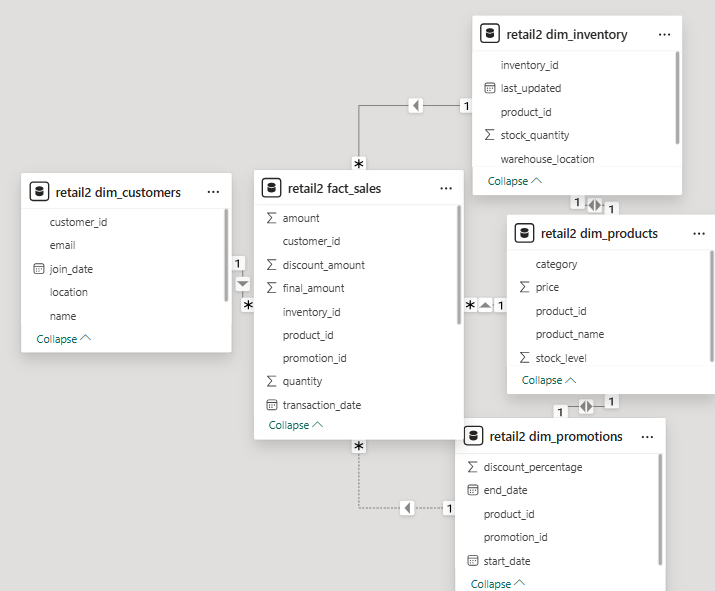 retail2 dim_inventory
inventory_id
last_updated
product_id
stock_quantity
warehouse_location
Collapse
1
*
1
1
retail2 dim_customers
customer_id
email
join_date
location
name
Collapse
1
*
retail2 fact_sales
amount
customer_id
discount_amount
final_amount
inventory_id
product_id
promotion_id
quantity
transaction_date
Collapse
*
1
retail2 dim_products
category
price
product_id
product_name
stock_level
Collapse
1
1
*
1
retail2 dim_promotions
discount_percentage
end_date
product_id
promotion_id
start_date
Collapse